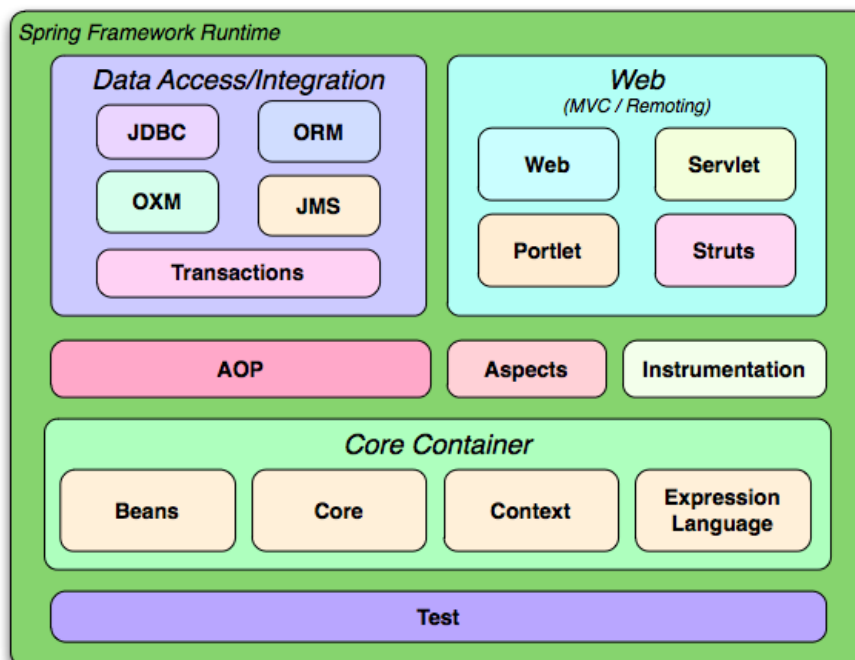 Spring Framework Runtime
Data Access/Integration
JDBC
ORM
OXM
JMS
Transactions
Web
(MVC / Remoting)
Web
Servlet
Portlet
Struts
AOP
Aspects
Instrumentation
Core Container
Beans
Core
Context
Expression
Language
Test